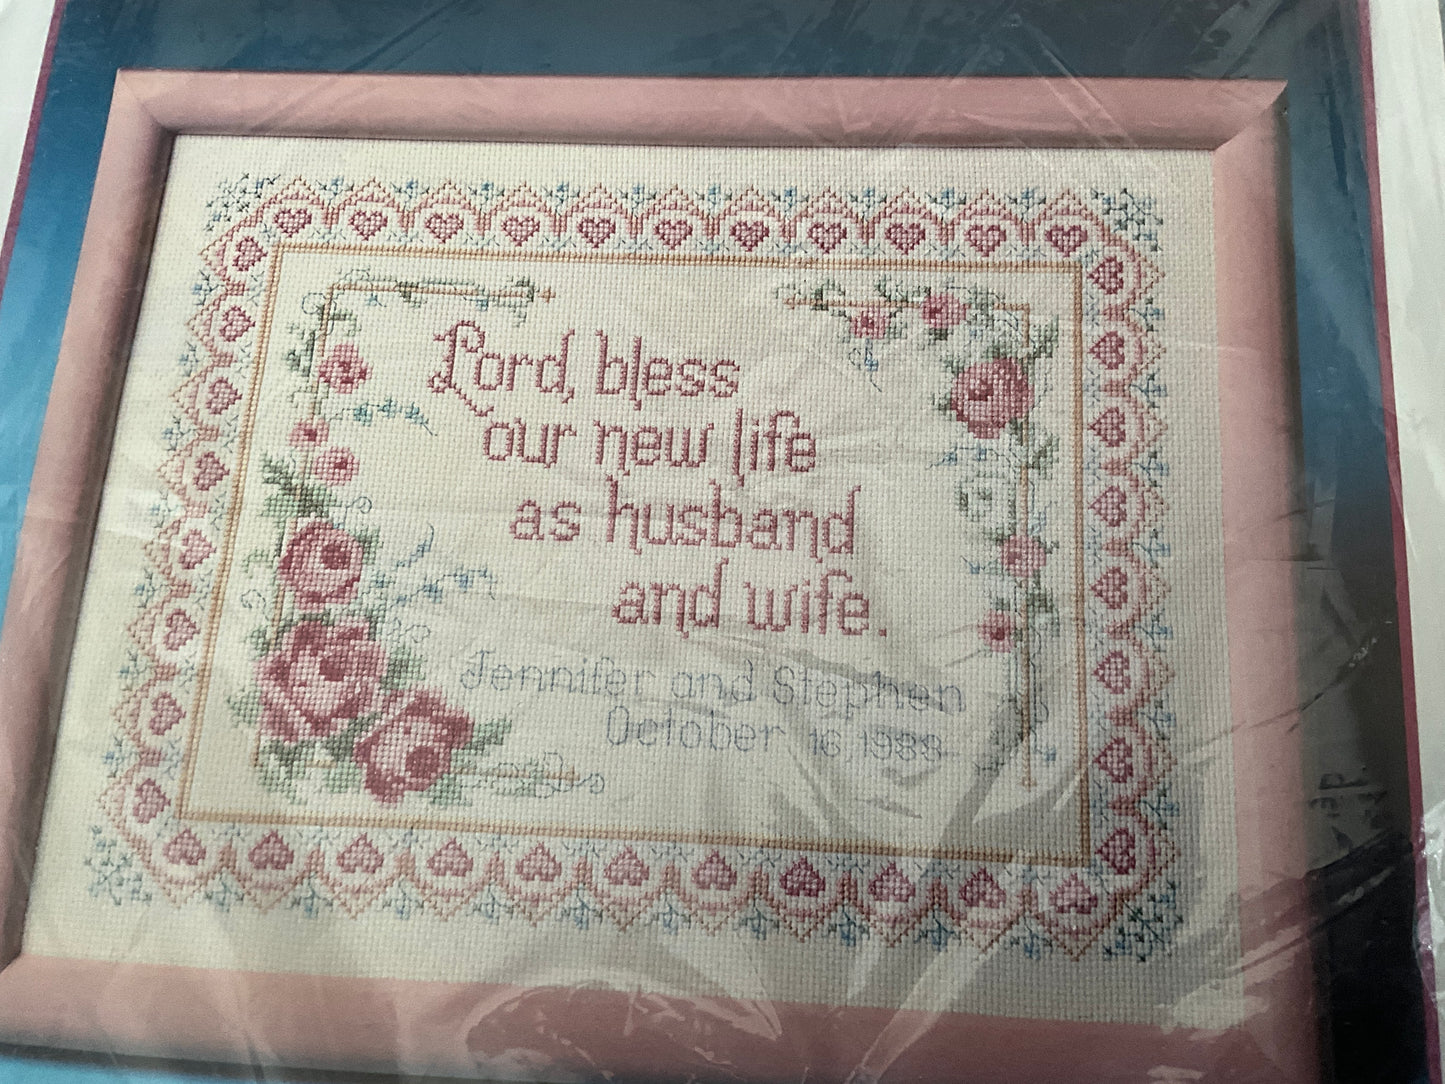 Lord, bless
our new life
as husband
and wife.
Jennifer and Stephen
October 16, 1988